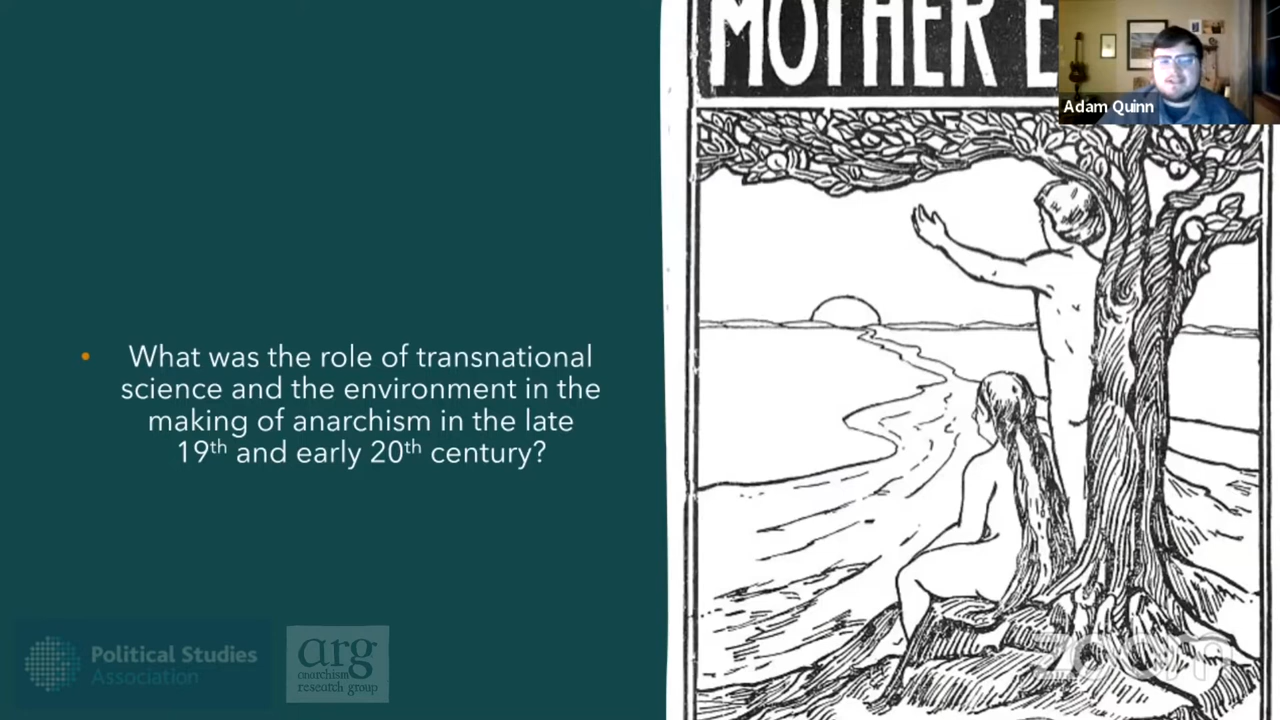 MOTHER E
Adam Quinn
• What was the role of transnational
science and the environment in the
making of anarchism in the late
19th and early 20th century?
Political Studies
Association
arg
anarchism
research group
zoom